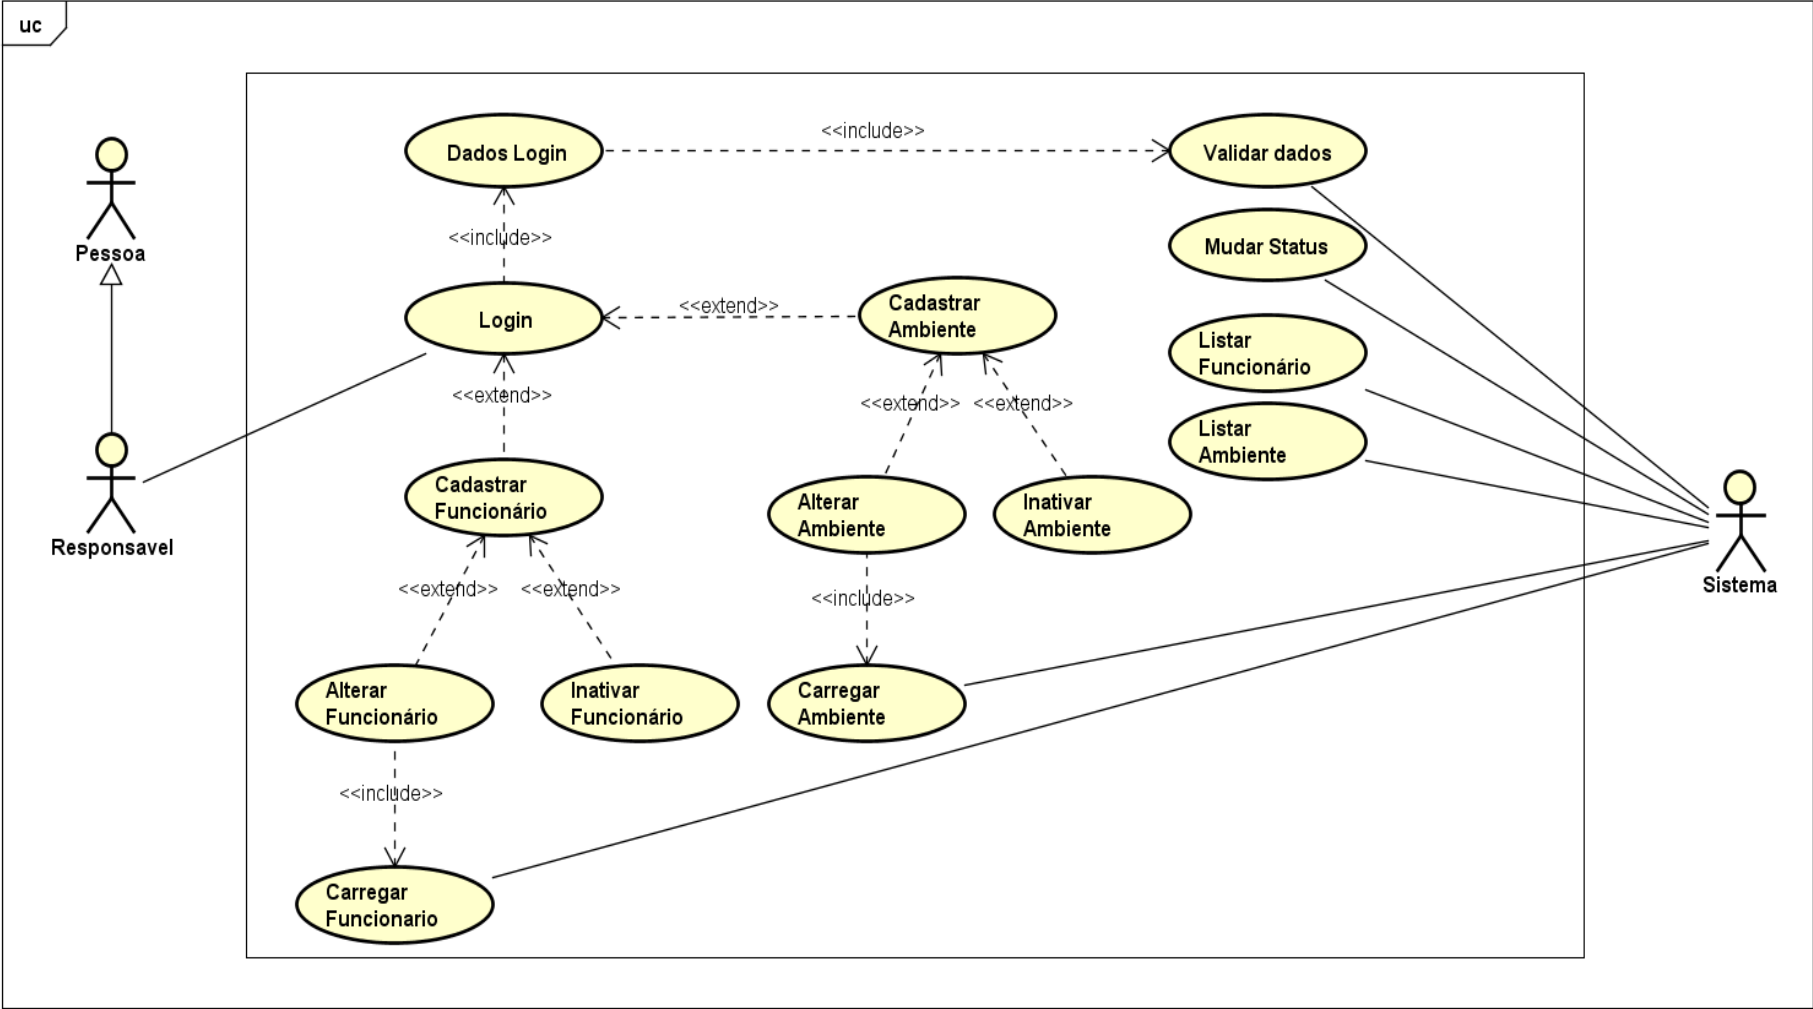 uc
<<include>>
Dados Login
Validar dados
Pessoa
<<include>>
Mudar Status
<<extend>>
Cadastrar
Ambiente
Login
Listar
Funcionário
<<extend>>
<<extend>>
<<extend>>
Listar
Ambiente
Cadastrar
Funcionário
Alterar
Ambiente
Inativar
Ambiente
Responsavel
Sistema
<<extend>>
<<extend>>
<<include>>
Alterar
Funcionário
Inativar
Funcionário
Carregar
Ambiente
<<include>>
Carregar
Funcionario